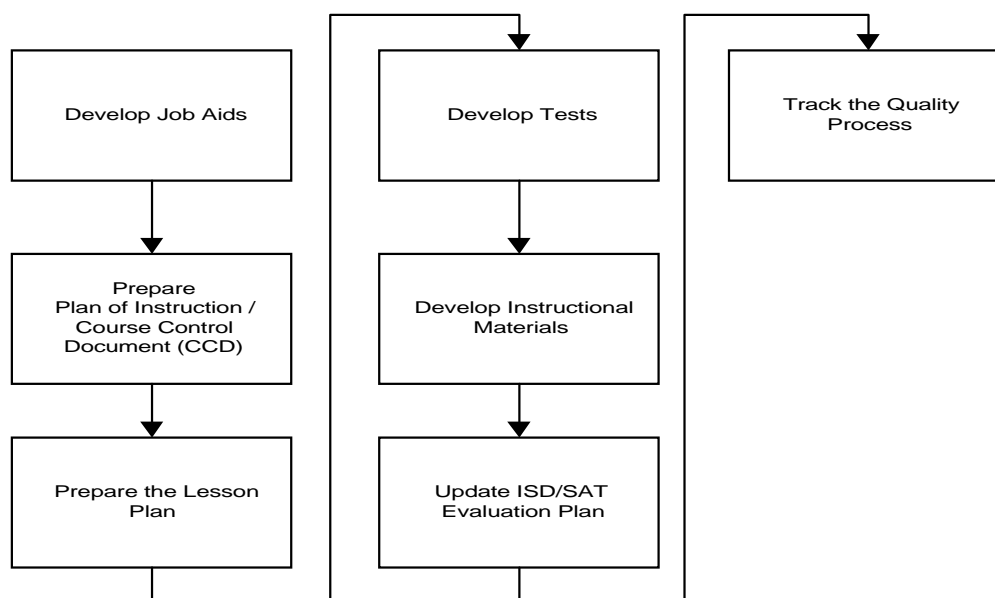 Develop Job Aids
Prepare
Plan of Instruction /
Course Control
Document (CCD)
Prepare the Lesson
Plan
Develop Tests
Develop Instructional
Materials
Update ISD/SAT
Evaluation Plan
Track the Quality
Process